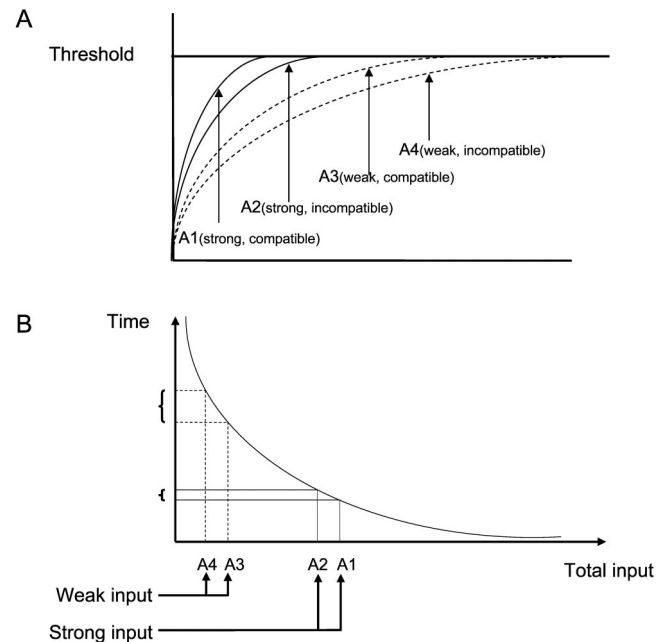 A
Threshold
A4(weak, incompatible)
A3(weak, compatible)
A2(strong, incompatible)
A1(strong, compatible)
B
Time
{
{
A4 A3 A2 A1
Total input
Weak input
Strong input